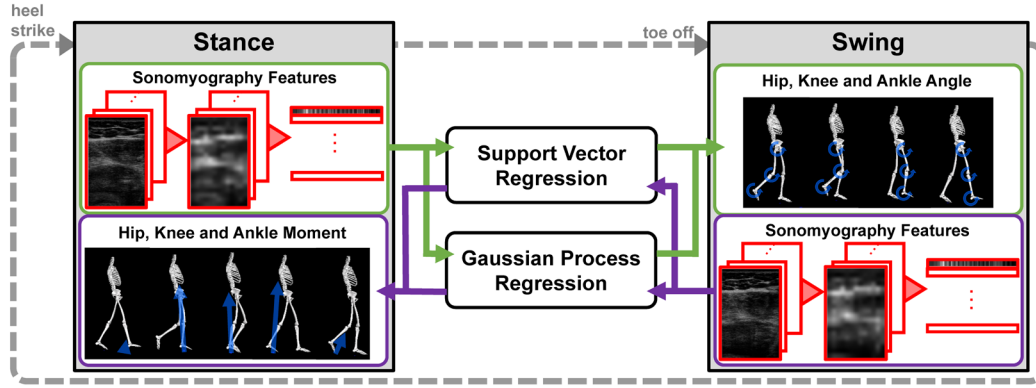 heel
strike
Stance
toe off
Swing
Sonomyography Features
Hip, Knee and Ankle Angle
Support Vector
Regression
Hip, Knee and Ankle Moment
Gaussian Process
Regression
Sonomyography Features